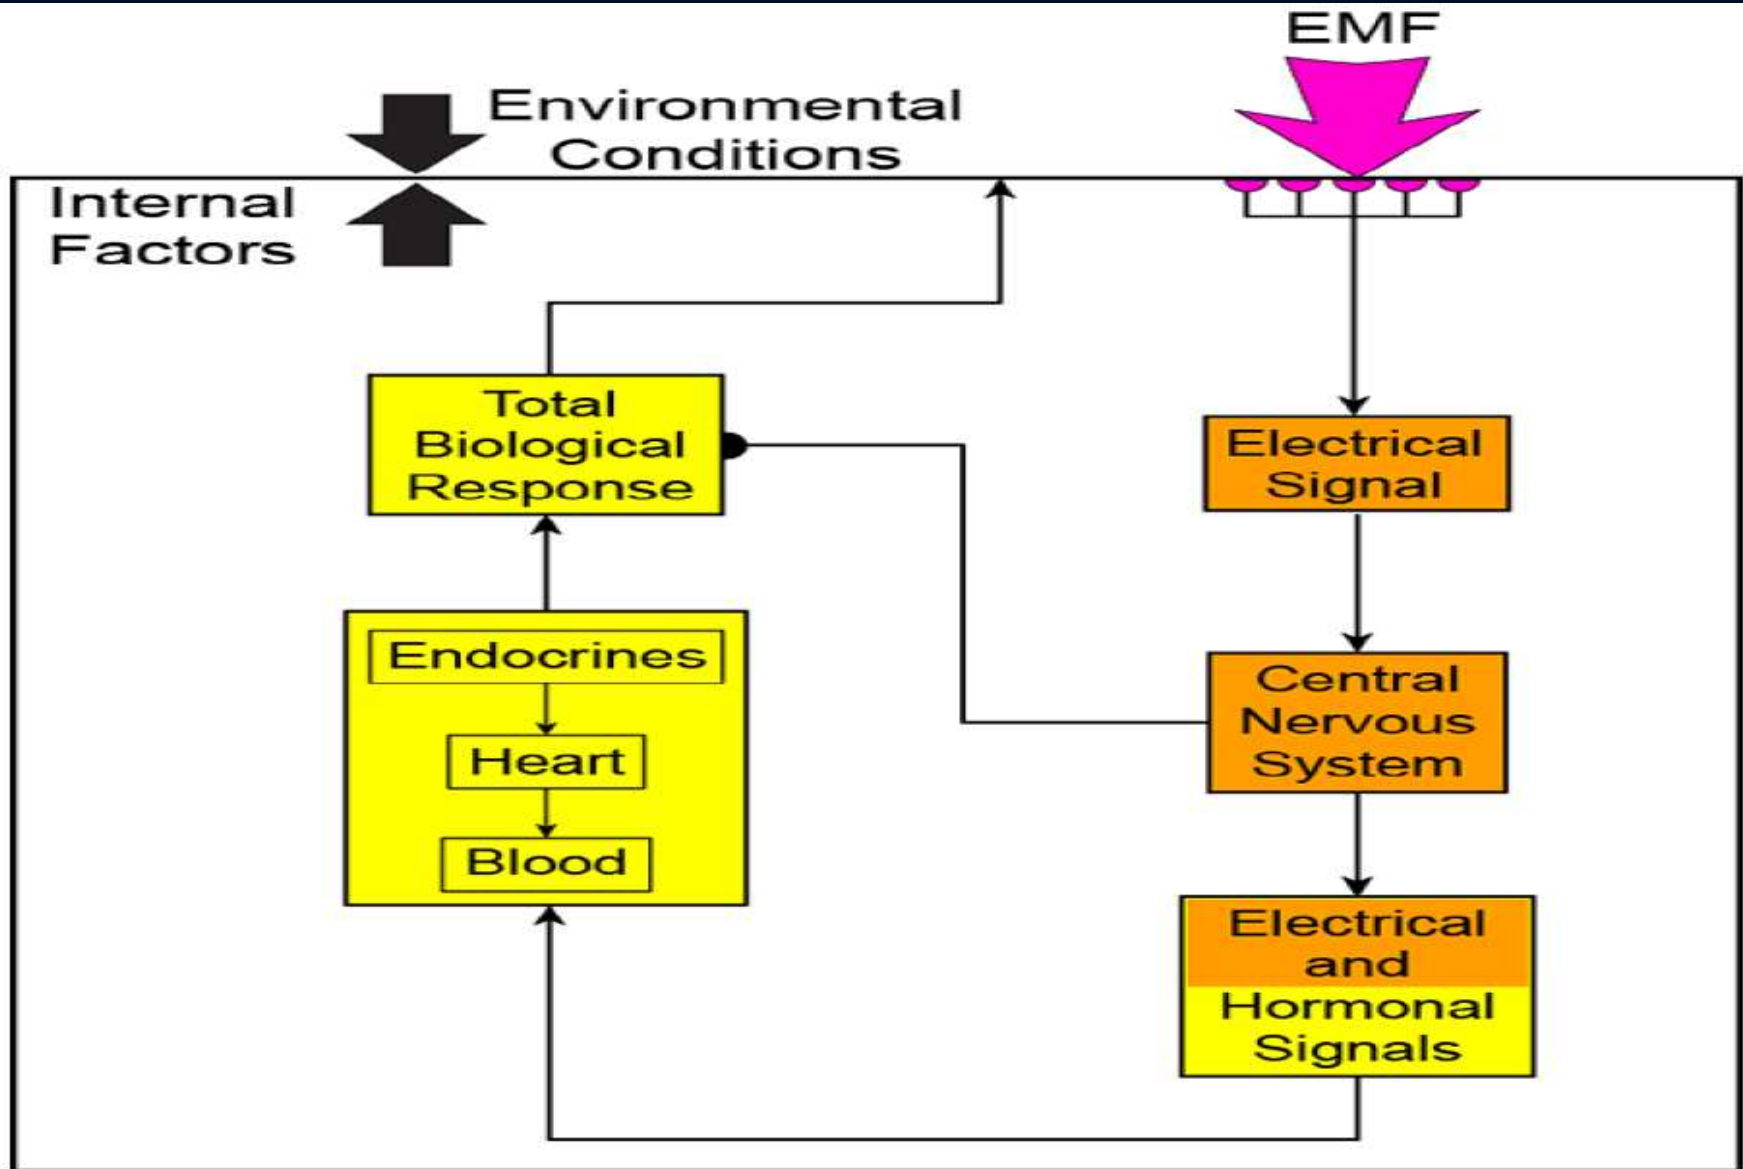 EMF
Environmental
Conditions
Internal
Factors
Total
Biological
Response
Electrical
Signal
Endocrines
Central
Nervous
System
Heart
Blood
Electrical
and
Hormonal
Signals